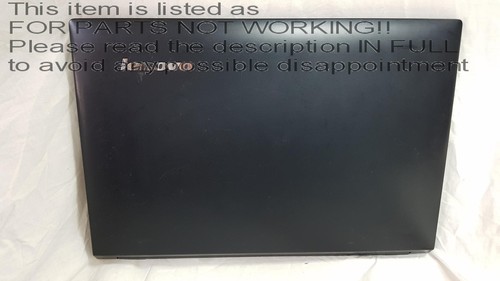 This item is listed as
FOR PARTS NOT WORKING!!
Please read the description IN FULL
to avoid any possible disappointment
lenovo